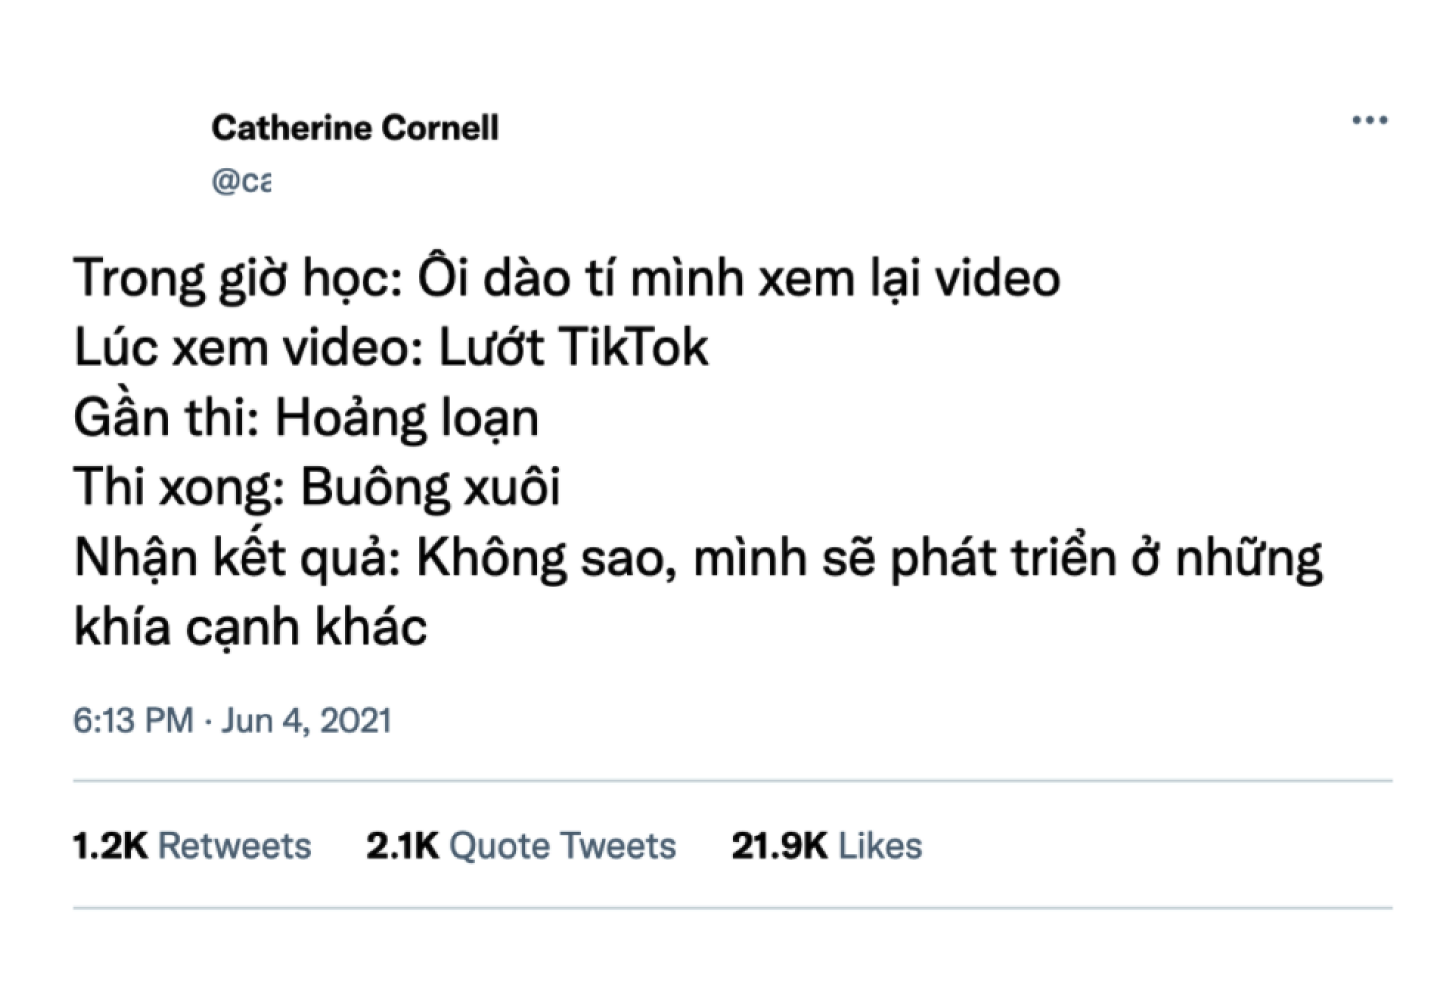 Catherine Cornell
@ca
Trong giờ học: Ôi dào tí mình xem lại video
Lúc xem video: Lướt TikTok
Gần thi: Hoảng loạn
Thi xong: Buông xuôi
Nhận kết quả: Không sao, mình sẽ phát triển ở những
khía cạnh khác
6:13 PM · Jun 4, 2021
1.2K Retweets 2.1K Quote Tweets 21.9K Likes